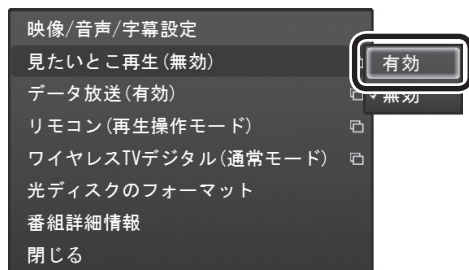 映像/音声/字幕設定
見たいとこ再生(無効)
有効
データ放送(有効)
無効
リモコン(再生操作モード)
ワイヤレスTVデジタル(通常モード)
光ディスクのフォーマット
番組詳細情報
閉じる